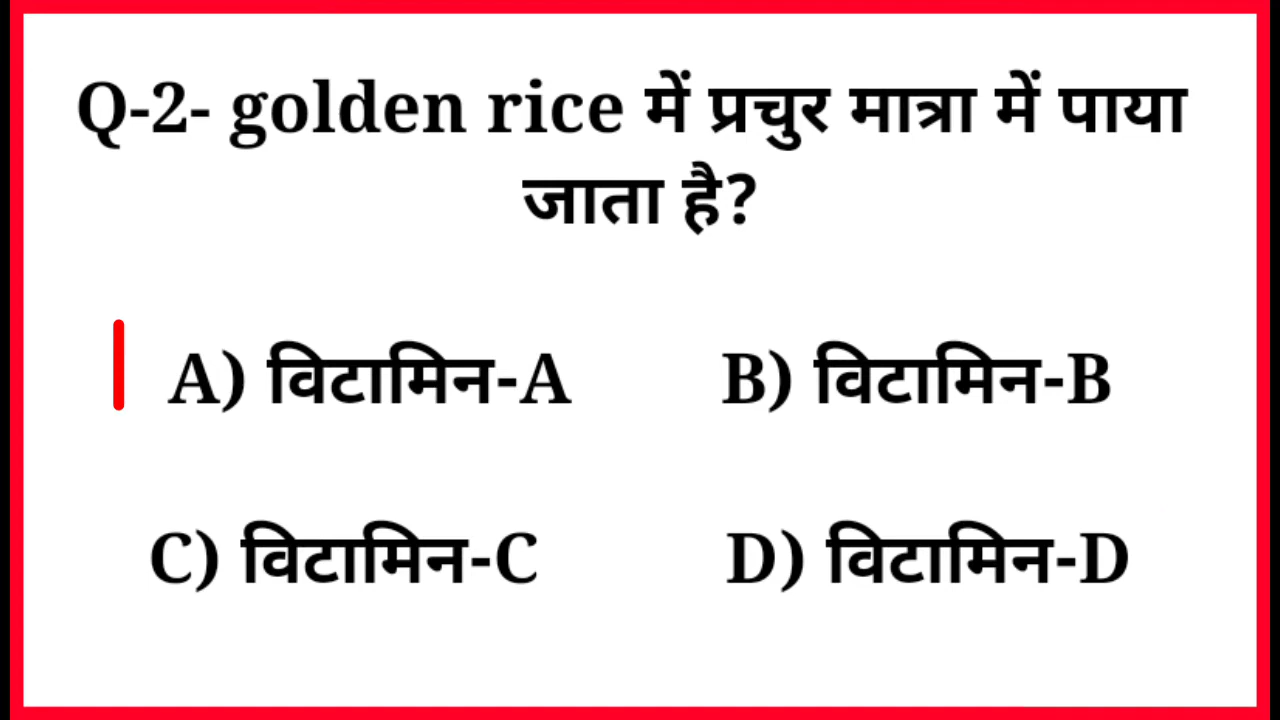 Q-2- golden rice में प्रचुर मात्रा में पाया
जाता है?
A) विटामिन-A B) विटामिन-B
C) विटामिन-C D) विटामिन-D